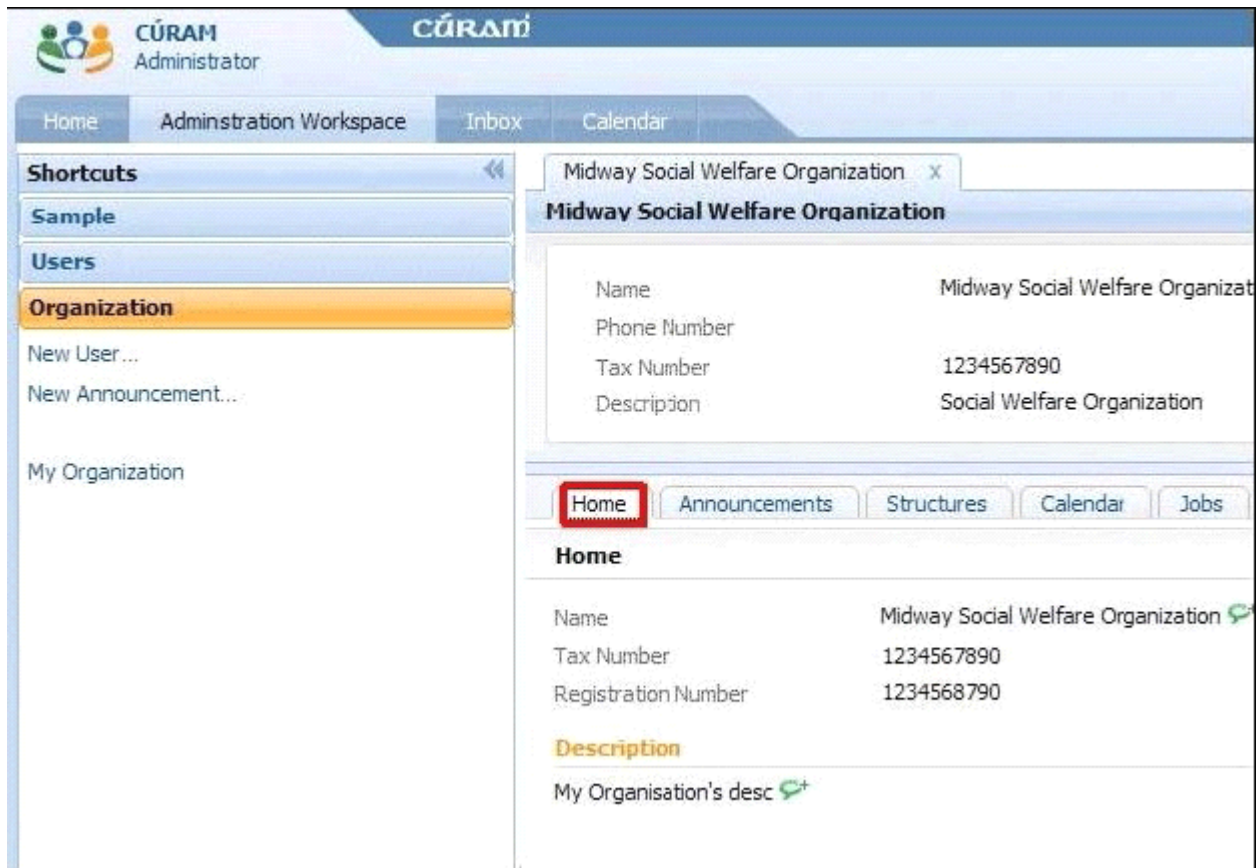 CÚRAM
Administrator
CÚRAM
Home Adminstration Workspace Inbox Calendar
Shortcuts
Sample
Users
Organization
New User...
New Announcement...
My Organization
Midway Social Welfare Organization x
Midway Social Welfare Organization
Name Midway Social Welfare Organizat
Phone Number
Tax Number 1234567890
Description Social Welfare Organization
Home Announcements Structures Calendar Jobs
Home
Name Midway Social Welfare Organization
Tax Number 1234567890
Registration Number 1234568790
Description
My Organisation's desc